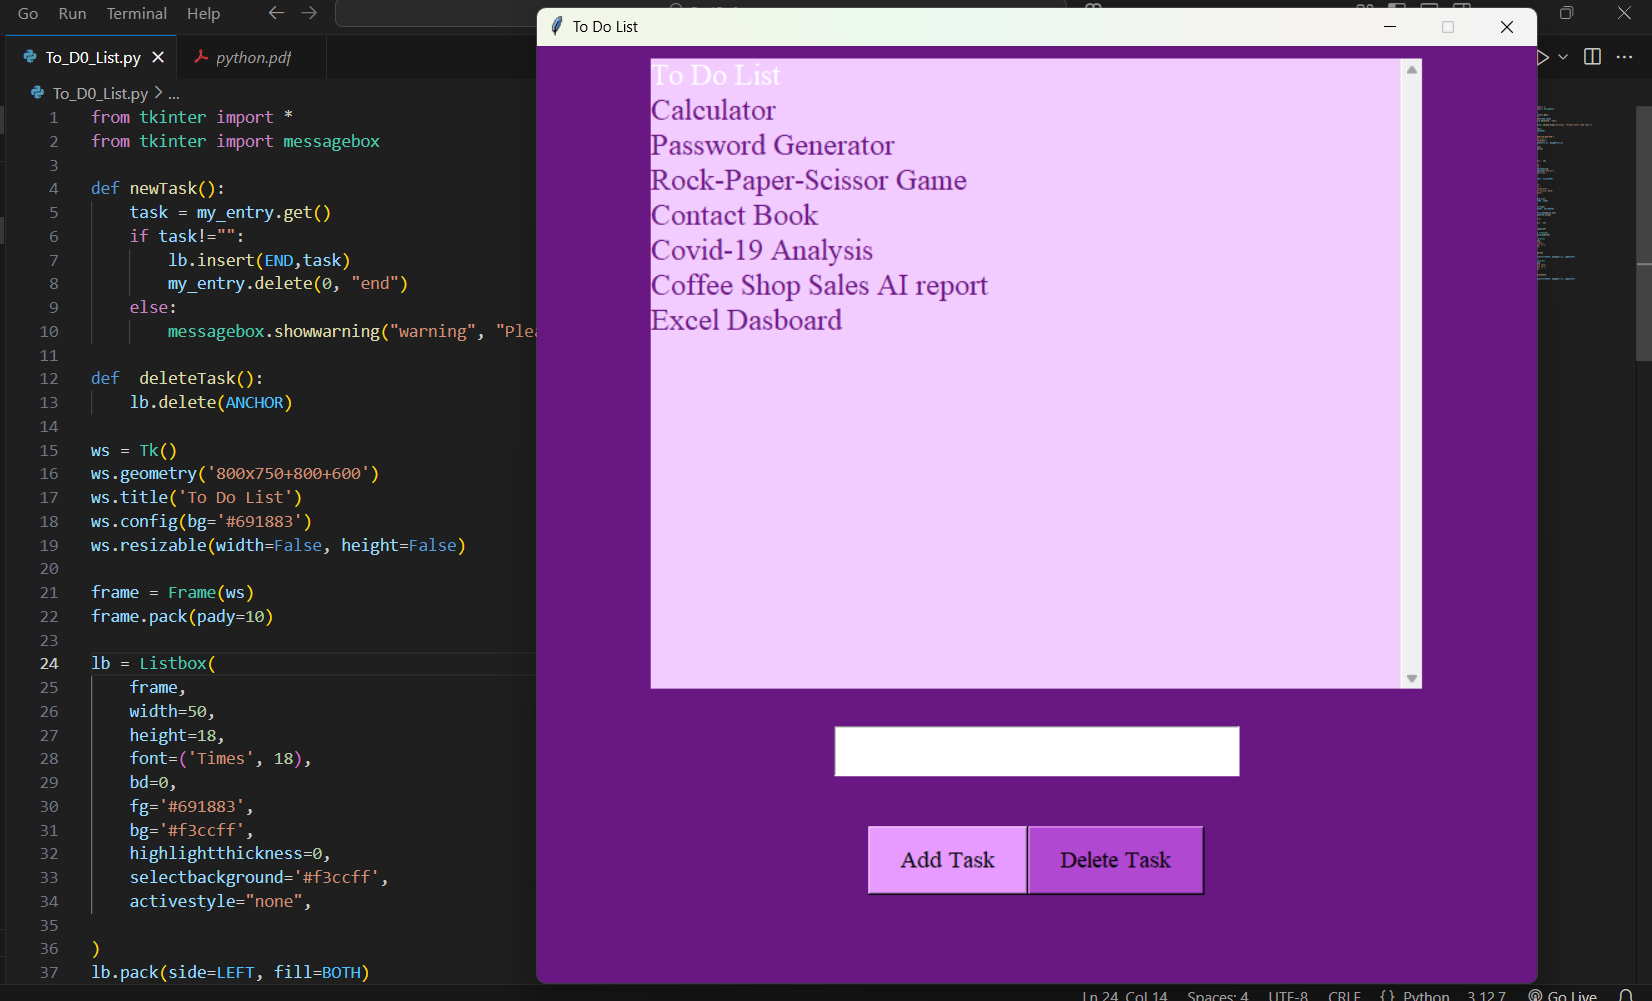 Go Run Terminal Help
To_D0_List.py python.pdf
To_D0_List.py > ...
1 from tkinter import *
2 from tkinter import messagebox
3
4 def newTask():
5 task = my_entry.get()
6 if task!="":
7 lb.insert(END,task)
8 my_entry.delete(0, "end")
9 else:
10 messagebox.showwarning("warning", "Plea
11
12 def  deleteTask():
13 lb.delete(ANCHOR)
14
15 ws = Tk()
16 ws.geometry('800x750+800+600')
17 ws.title('To Do List')
18 ws.config(bg='#691883')
19 ws.resizable(width=False, height=False)
20
21 frame = Frame(ws)
22 frame.pack(pady=10)
23
24 lb = Listbox(
25 frame,
26 width=50,
27 height=18,
28 font=('Times', 18),
29 bd=0,
30 fg='#691883',
31 bg='#f3ccff',
32 highlightthickness=0,
33 selectbackground='#f3ccff',
34 activestyle="none",
35
36 )
37 lb.pack(side=LEFT, fill=BOTH)
To Do List
To Do List
Calculator
Password Generator
Rock-Paper-Scissor Game
Contact Book
Covid-19 Analysis
Coffee Shop Sales AI report
Excel Dasboard
Add Task
Delete Task
Ln 24, Col 14 Spaces: 4 UTF-8 CRLF {} Python 3.12.7 Go Live